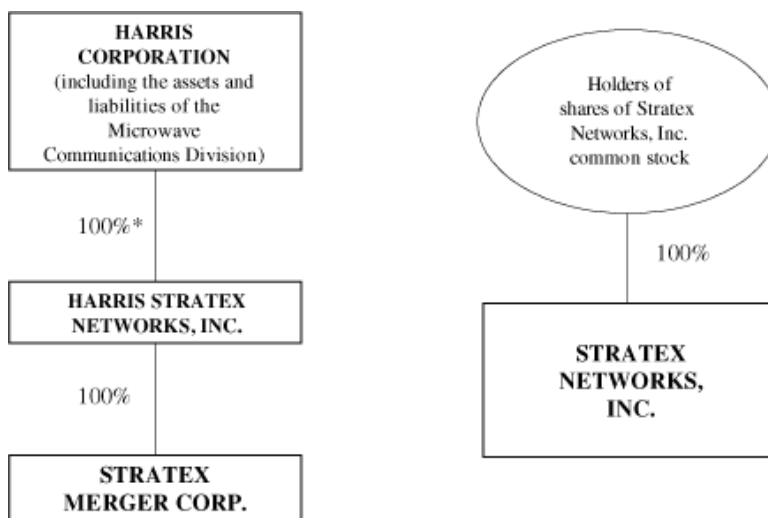 HARRIS
CORPORATION
(including the assets and
liabilities of the
Microwave
Communications Division)
100%*
HARRIS STRATEX
NETWORKS, INC.
100%
STRATEX
MERGER CORP.
Holders of
shares of Stratex
Networks, Inc.
common stock
100%
STRATEX
NETWORKS,
INC.